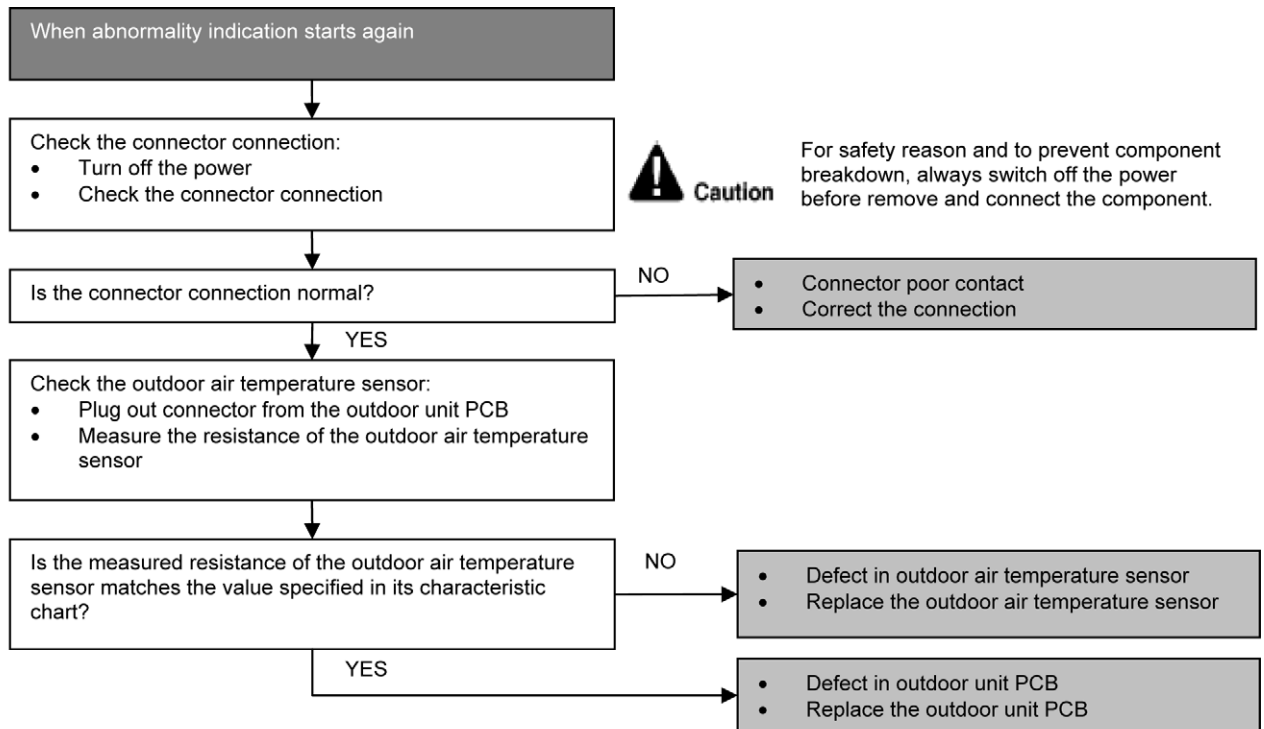 When abnormality indication starts again
Check the connector connection:
• Turn off the power
• Check the connector connection
Caution
For safety reason and to prevent component
breakdown, always switch off the power
before remove and connect the component.
Is the connector connection normal?
NO
• Connector poor contact
• Correct the connection
YES
Check the outdoor air temperature sensor:
• Plug out connector from the outdoor unit PCB
• Measure the resistance of the outdoor air temperature
sensor
Is the measured resistance of the outdoor air temperature
sensor matches the value specified in its characteristic
chart?
NO
• Defect in outdoor air temperature sensor
• Replace the outdoor air temperature sensor
YES
• Defect in outdoor unit PCB
• Replace the outdoor unit PCB